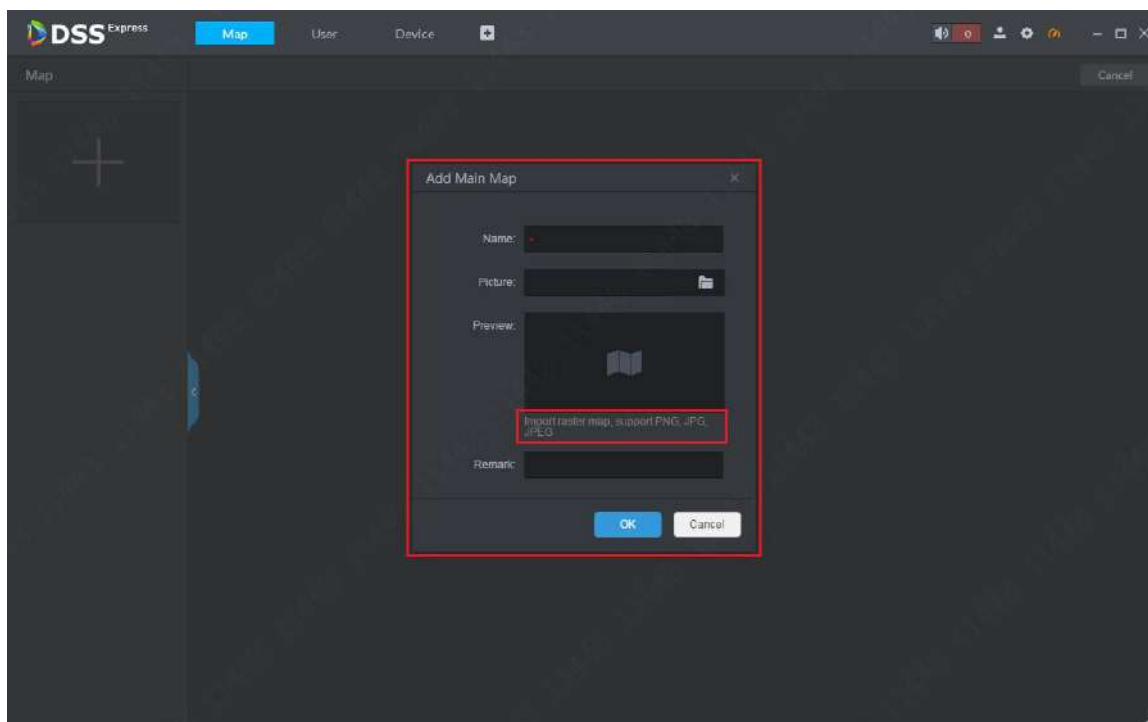 DSS Express
Map
User
Device
0
Map
Cancel
Add Main Map
Name:
Picture:
Preview:
Import raster map, support PNG, JPG,
JPEG
Remark:
OK
Cancel